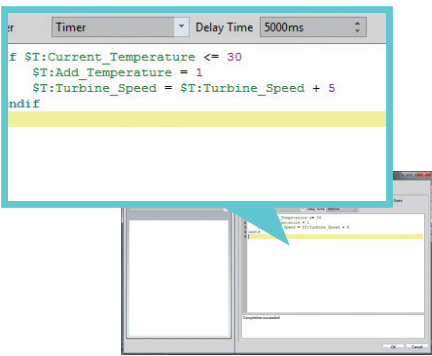 Timer Delay Time 5000ms
f $T:Current_Temperature <= 30
$T:Add_Temperature = 1
$T:Turbine_Speed = $T:Turbine_Speed + 5
ndif
Compilation succeeded
OK Cancel